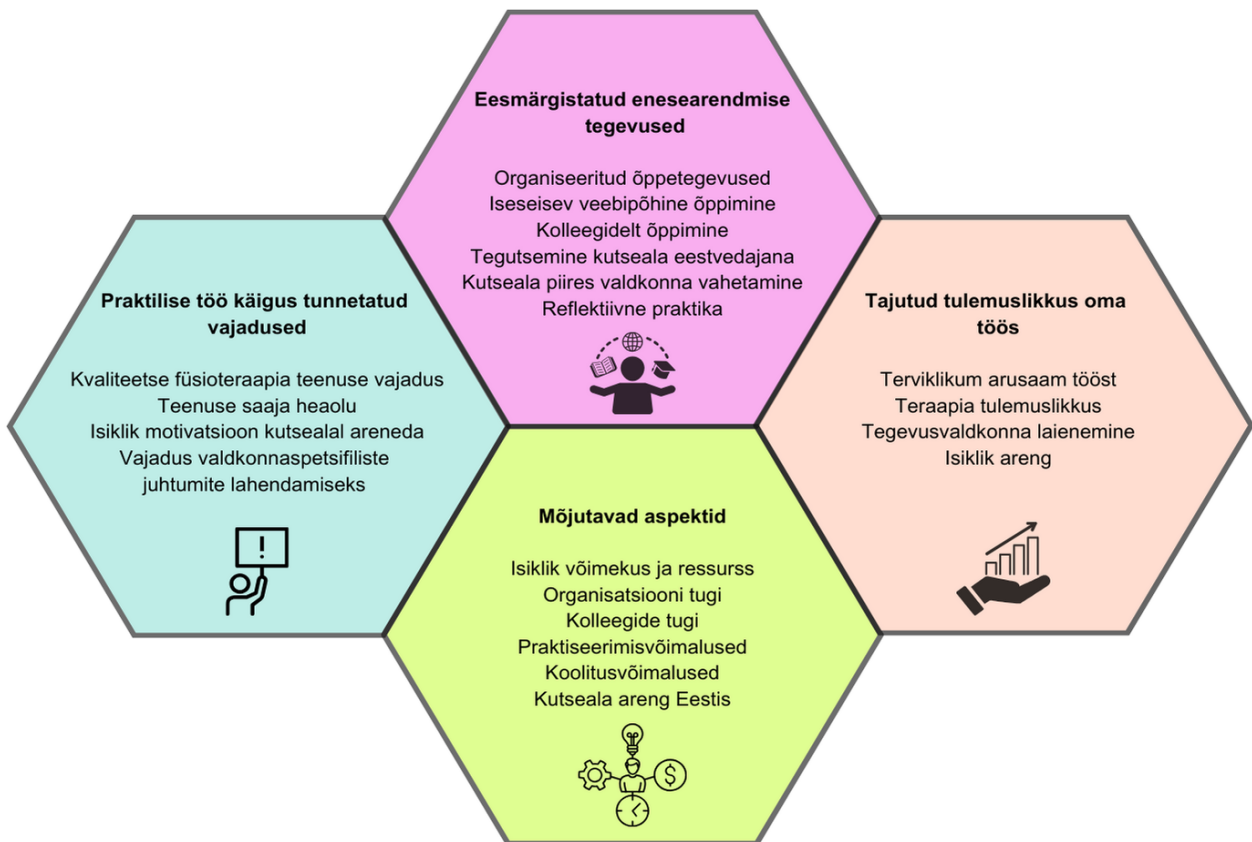 Eesmärgistatud enesearendmise
tegevused
Organiseeritud õppetegevused
Iseseisev veebipõhine õppimine
Kolleegidelt õppimine
Tegutsemine kutseala eestvedajana
Kutseala piires valdkonna vahetamine
Reflektiivne praktika
Praktilise töö käigus tunnetatud
vajadused
Kvaliteetse füsioteraapia teenuse vajadus
Teenuse saaja heaolu
Isiklik motivatsioon kutsealal areneda
Vajadus valdkonnaspetsifiliste
juhtumite lahendamiseks
!
Tajutud tulemuslikkus oma
töös
Terviklikum arusaam tööst
Teraapia tulemuslikkus
Tegevusvaldkonna laienemine
Isiklik areng
Mõjutavad aspektid
Isiklik võimekus ja ressurss
Organisatsiooni tugi
Kolleegide tugi
Praktiseerimisvõimalused
Koolitusvõimalused
Kutseala areng Eestis
$